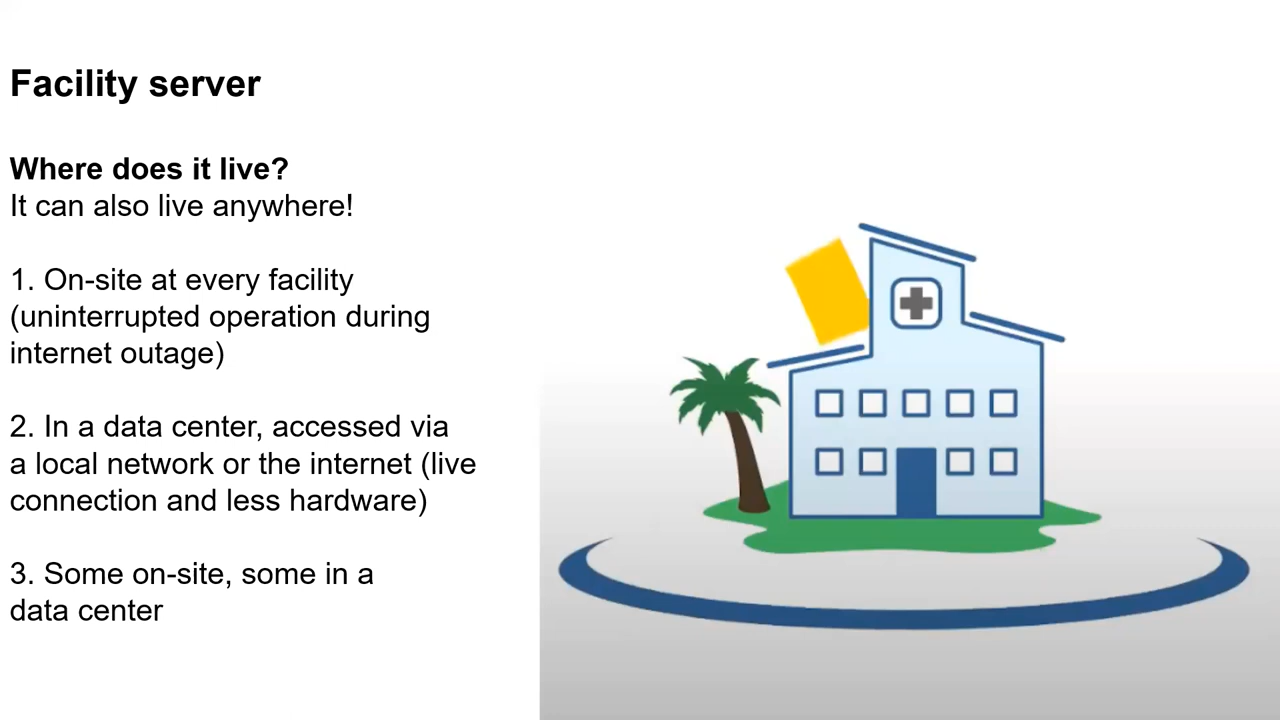 Facility server
Where does it live?
It can also live anywhere!
1. On-site at every facility
(uninterrupted operation during
internet outage)
2. In a data center, accessed via
a local network or the internet (live
connection and less hardware)
3. Some on-site, some in a
data center